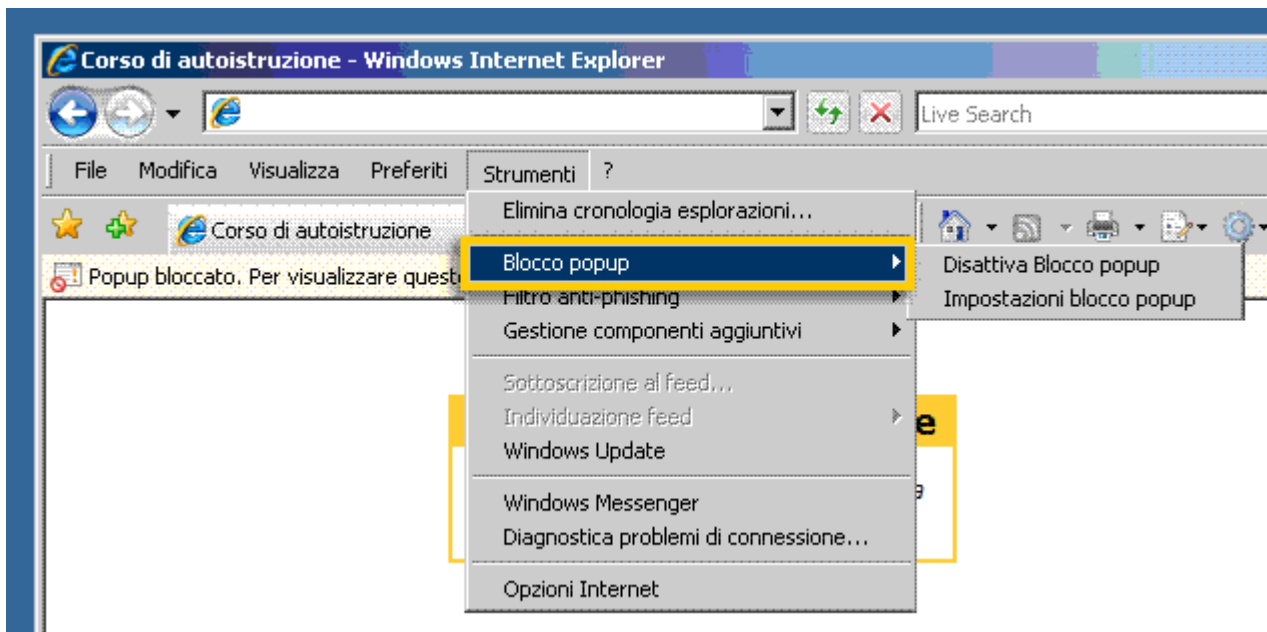 Corso di autoistruzione - Windows Internet Explorer
Live Search
File Modifica Visualizza Preferiti Strumenti ?
Corso di autoistruzione
Popup bloccato. Per visualizzare
Elimina cronologia esplorazioni...
Blocco popup
Filtro anti-phishing
Gestione componenti aggiuntivi
Sottoscrizione al feed...
Individuazione feed
Windows Update
Windows Messenger
Diagnostica problemi di connessione...
Opzioni Internet
Disattiva Blocco popup
Impostazioni blocco popup